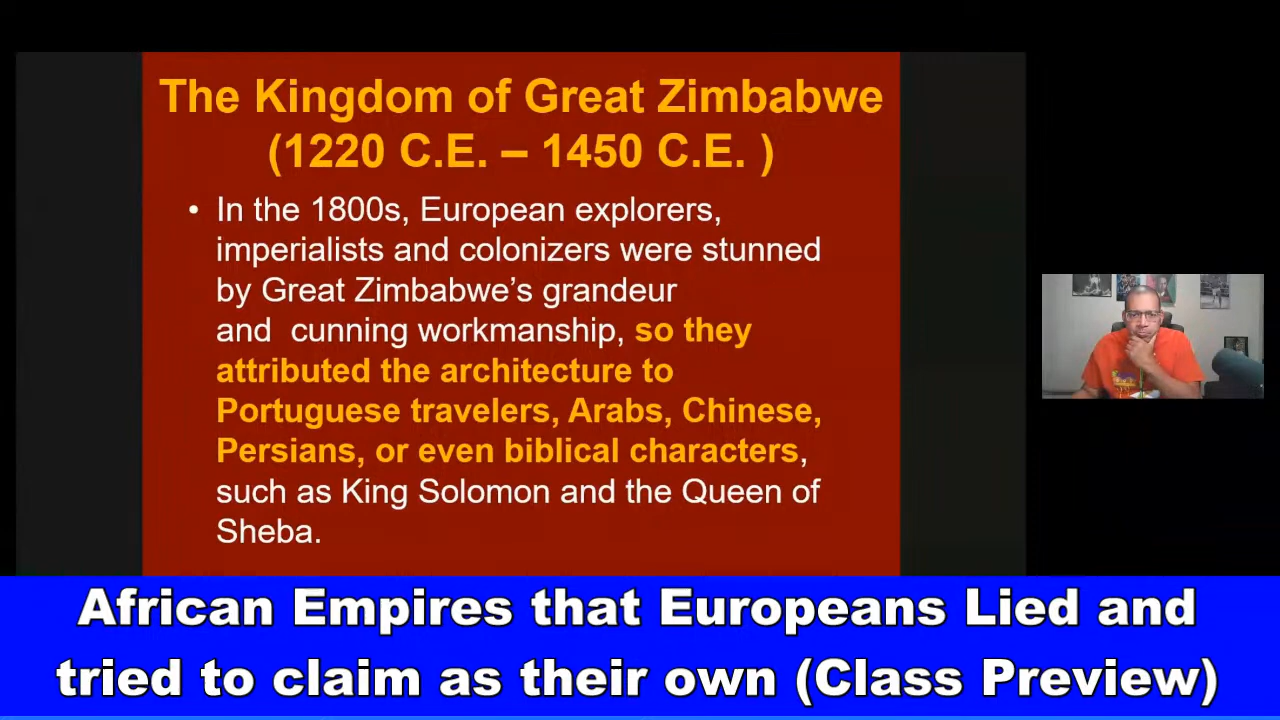 The Kingdom of Great Zimbabwe
(1220 C.E. – 1450 C.E. )
• In the 1800s, European explorers,
imperialists and colonizers were stunned
by Great Zimbabwe’s grandeur
and  cunning workmanship, so they
attributed the architecture to
Portuguese travelers, Arabs, Chinese,
Persians, or even biblical characters,
such as King Solomon and the Queen of
Sheba.
African Empires that Europeans Lied and
tried to claim as their own (Class Preview)